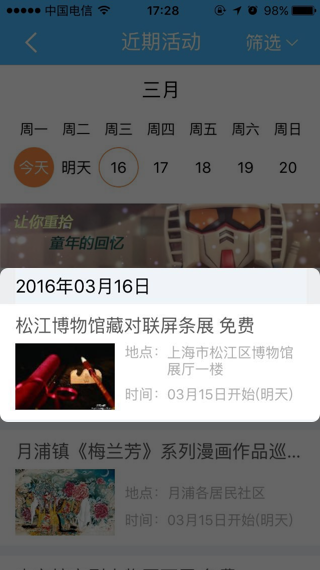 中国电信 17:28 98%
近期活动 筛选
三月
周一 周二 周三 周四 周五 周六 周日
今天 明天 16 17 18 19 20
让你重拾
童年的回忆
2016年03月16日
松江博物馆藏对联屏条展 免费
地点: 上海市松江区博物馆
展厅一楼
时间: 03月15日开始(明天)
月浦镇《梅兰芳》系列漫画作品巡...
地点: 月浦各居民社区
时间: 03月15日开始(明天)